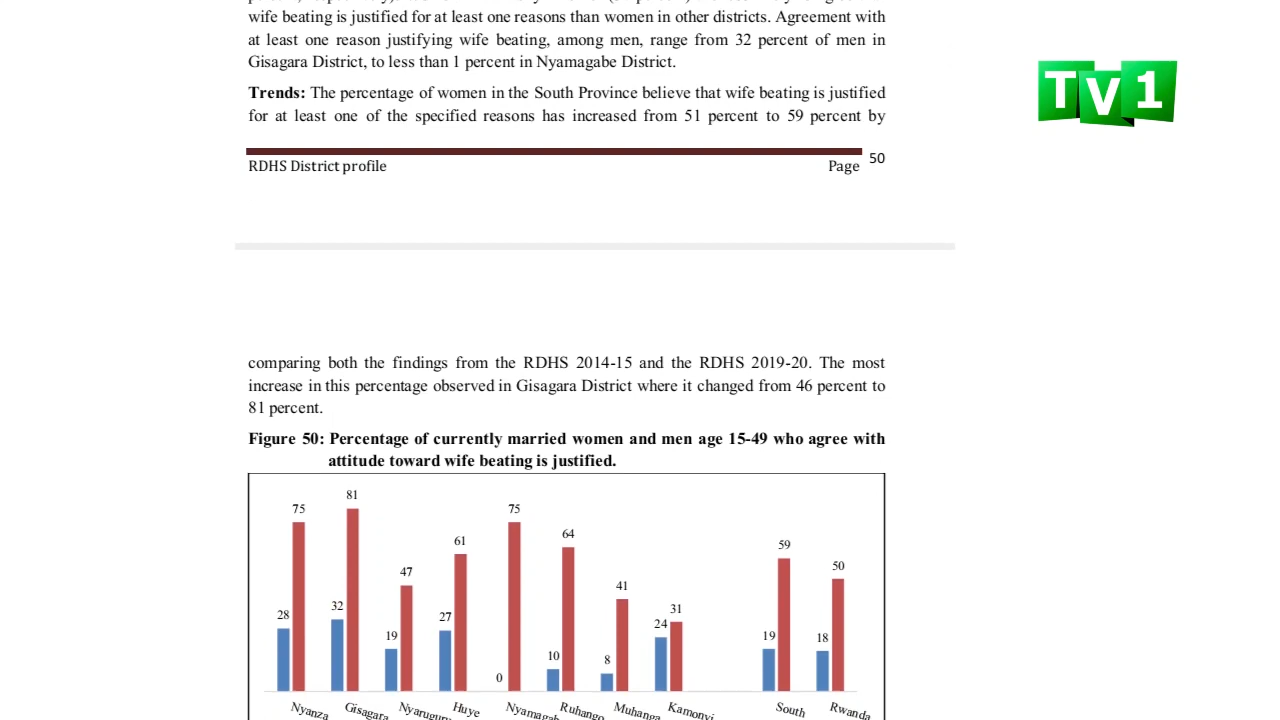 wife beating is justified for at least one reasons than women in other districts. Agreement with
at least one reason justifying wife beating, among men, range from 32 percent of men in
Gisagara District, to less than 1 percent in Nyamagabe District.
TV1
Trends: The percentage of women in the South Province believe that wife beating is justified
for at least one of the specified reasons has increased from 51 percent to 59 percent by
RDHS District profile Page 50
comparing both the findings from the RDHS 2014-15 and the RDHS 2019-20. The most
increase in this percentage observed in Gisagara District where it changed from 46 percent to
81 percent.
Figure 50: Percentage of currently married women and men age 15-49 who agree with
attitude toward wife beating is justified.
28 75
32 81
19 47
27 61
0 75
10 64
8 41
24 31
19 59
18 50
Nyanza Gisagara Huye Ruhango Muhanga Kamonyi South Rwanda